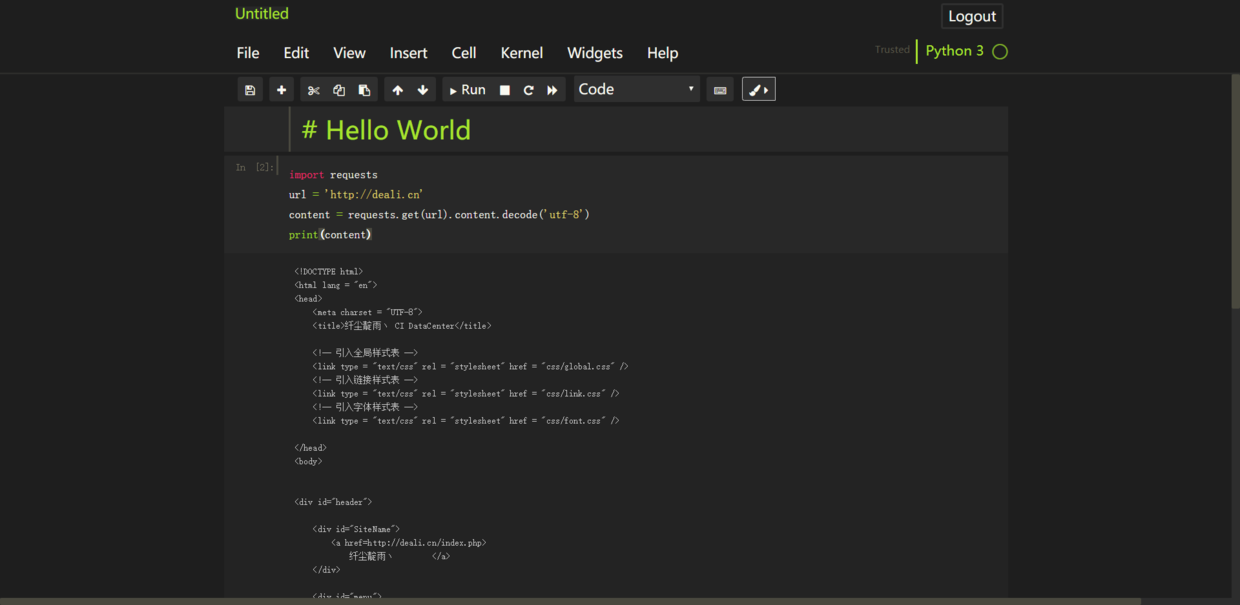 Untitled
Logout
File Edit View Insert Cell Kernel Widgets Help
Trusted Python 3
Run Code
# Hello World
In [2]:
import requests
url = 'http://deali.cn'
content = requests.get(url).content.decode('utf-8')
print(content)
<!DOCTYPE html>
<html lang = "en">
<head>
<meta charset = "UTF-8">
<title>纤尘靛雨丶 CI DataCenter</title>
<!-- 引入全局样式表 -->
<link type = "text/css" rel = "stylesheet" href = "css/global.css" />
<!-- 引入链接样式表 -->
<link type = "text/css" rel = "stylesheet" href = "css/link.css" />
<!-- 引入字体样式表 -->
<link type = "text/css" rel = "stylesheet" href = "css/font.css" />
</head>
<body>
<div id="header">
<div id="SiteName">
<a href=http://deali.cn/index.php>
纤尘靛雨丶 </a>
</div>
<div id="menu">